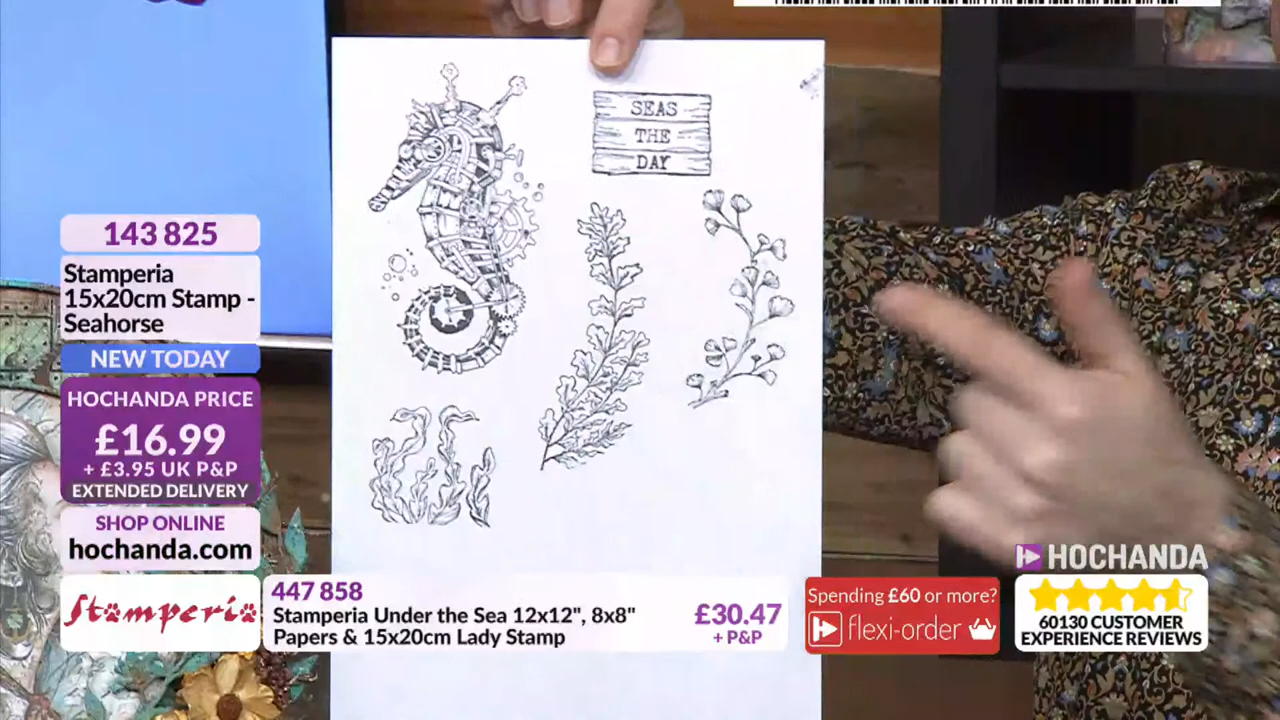 SEAS
THE
DAY
143 825
Stamperia
15x20cm Stamp -
Seahorse
NEW TODAY
HOCHANDA PRICE
£16.99
+ £3.95 UK P&P
EXTENDED DELIVERY
SHOP ONLINE
hochanda.com
Stamperia
447 858
Stamperia Under the Sea 12x12", 8x8"
Papers & 15x20cm Lady Stamp
£30.47
+ P&P
Spending £60 or more?
flexi-order
HOCHANDA
60130 CUSTOMER
EXPERIENCE REVIEWS